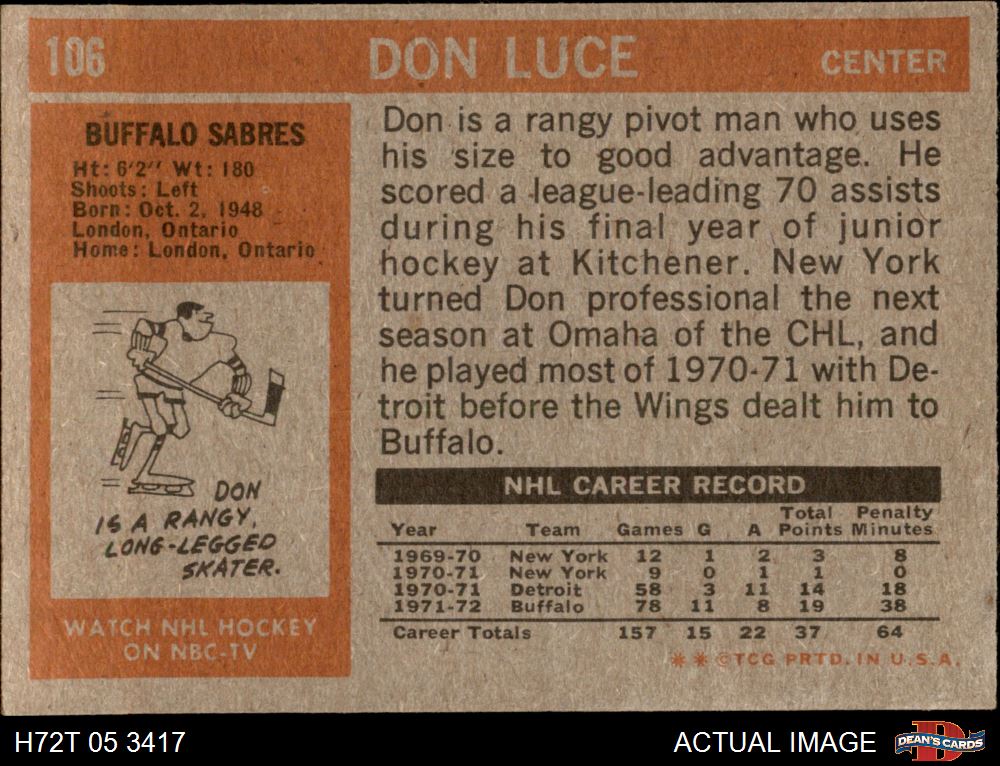 106 DON LUCE CENTER
BUFFALO SABRES
Ht: 6'2" Wt: 180
Shoots: Left
Born: Oct. 2, 1948
London, Ontario
Home: London, Ontario
DON
IS A RANGY,
LONG-LEGGED
SKATER.
WATCH NHL HOCKEY
ON NBC-TV
Don is a rangy pivot man who uses
his size to good advantage. He
scored a league-leading 70 assists
during his final year of junior
hockey at Kitchener. New York
turned Don professional the next
season at Omaha of the CHL, and
he played most of 1970-71 with De-
troit before the Wings dealt him to
Buffalo.
NHL CAREER RECORD
Total Penalty
Year Team Games G A Points Minutes
1969-70 New York 12 1 2 3 8
1970-71 New York 9 0 1 1 0
1970-71 Detroit 58 3 11 14 18
1971-72 Buffalo 78 11 8 19 38
Career Totals 157 15 22 37 64
* * ©TCG PRTD. IN U.S.A.
H72T 05 3417 ACTUAL IMAGE DEAN'S CARDS